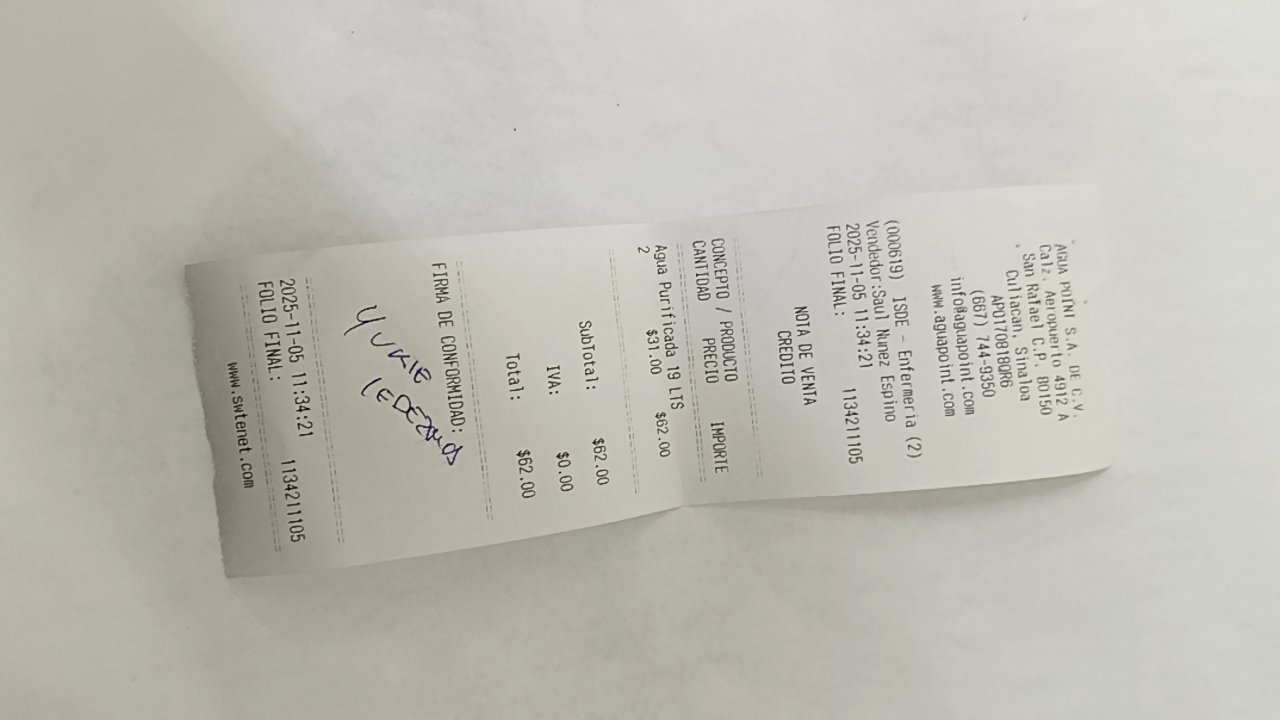 AGUA POINT S.A. DE C.V.
Calz. Aeropuerto 4912 A
San Rafael C.P. 80150
Culiacan, Sinaloa
APO170818QR6
(667) 744-9350
info@aguapoint.com
www.aguapoint.com
(000619) ISDE - Enfermeria (2)
Vendedor:Saul Nunez Espino
2025-11-05 11:34:21
FOLIO FINAL: 1134211105
NOTA DE VENTA
CREDITO
CONCEPTO / PRODUCTO
CANTIDAD PRECIO IMPORTE
Agua Purificada 19 LTS
2 $31.00 $62.00
SubTotal: $62.00
IVA: $0.00
Total: $62.00
FIRMA DE CONFORMIDAD:
2025-11-05 11:34:21
FOLIO FINAL: 1134211105
www.swtenet.com